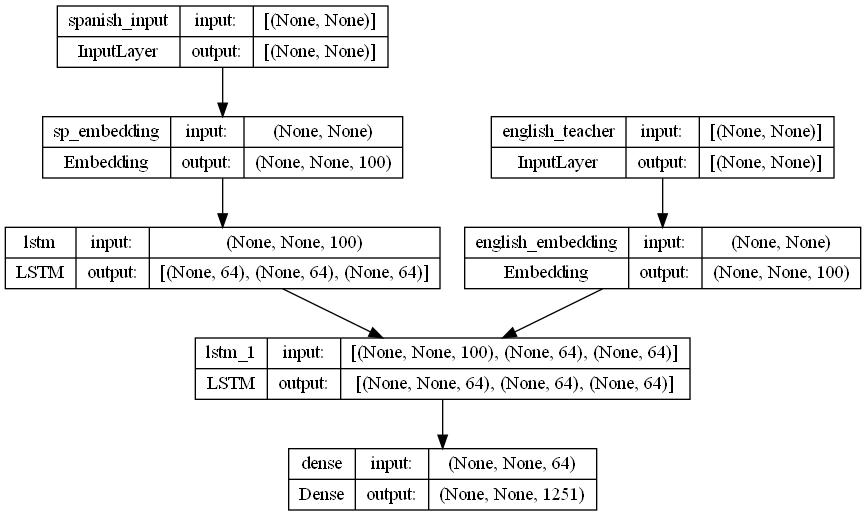 spanish_input input: [(None, None)]
InputLayer output: [(None, None)]
sp_embedding input: (None, None)
Embedding output: (None, None, 100)
english_teacher input: [(None, None)]
InputLayer output: [(None, None)]
lstm input: (None, None, 100)
LSTM output: [(None, 64), (None, 64), (None, 64)]
english_embedding input: (None, None)
Embedding output: (None, None, 100)
lstm_1 input: [(None, None, 100), (None, 64), (None, 64)]
LSTM output: [(None, None, 64), (None, 64), (None, 64)]
dense input: (None, None, 64)
Dense output: (None, None, 1251)